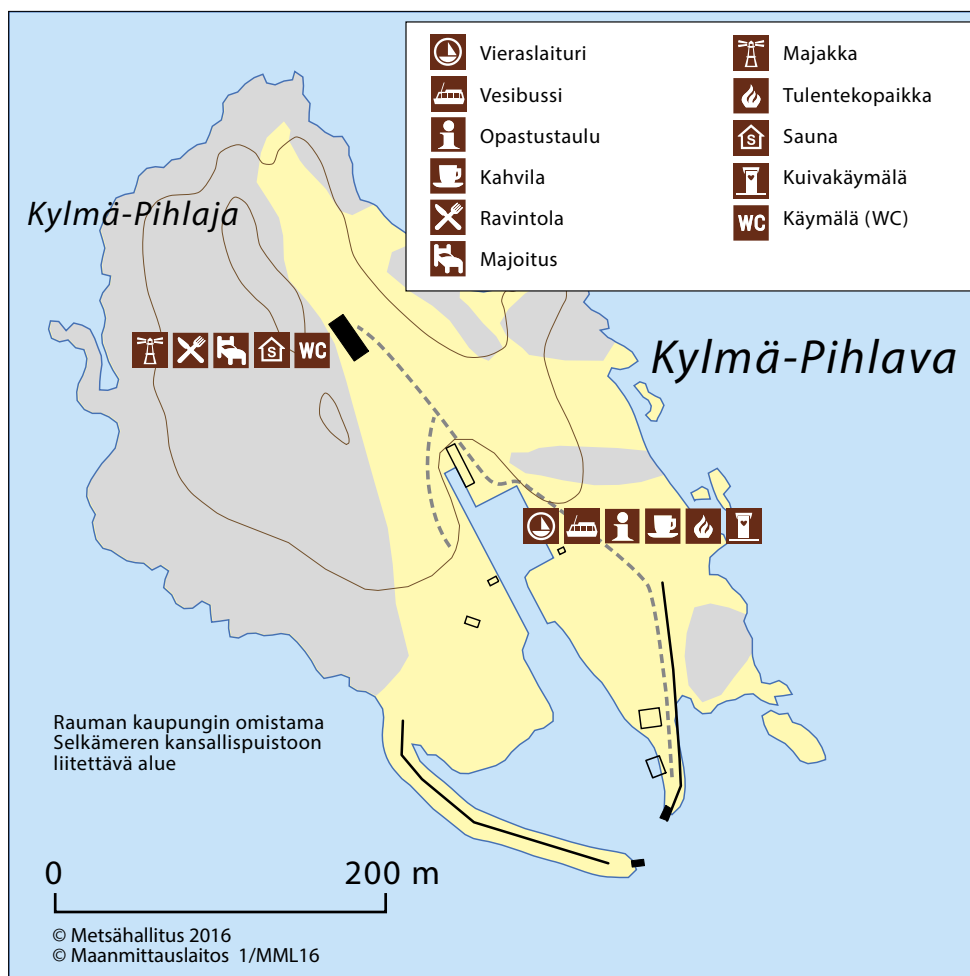 Vieraslaituri
Vesibussi
Opastustaulu
Kahvila
Ravintola
Majoitus
Majakka
Tulentekopaikka
S Sauna
Kuivakäymälä
WC Käymälä (WC)
Kylmä-Pihlaja
S WC
Kylmä-Pihlava
Rauman kaupungin omistama
Selkämeren kansallispuistoon
liitettävä alue
0 200 m
© Metsähallitus 2016
© Maanmittauslaitos 1/MML16